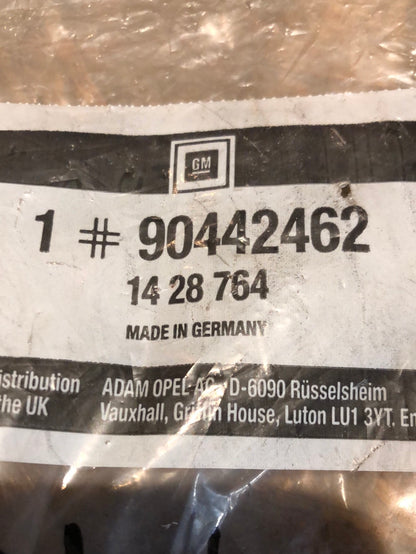 GM
1 # 90442462
14 28 764
MADE IN GERMANY
istribution ADAM OPEL AG · D-6090 Rüsselsheim
the UK Vauxhall, Griffin House, Luton LU1 3YT. En